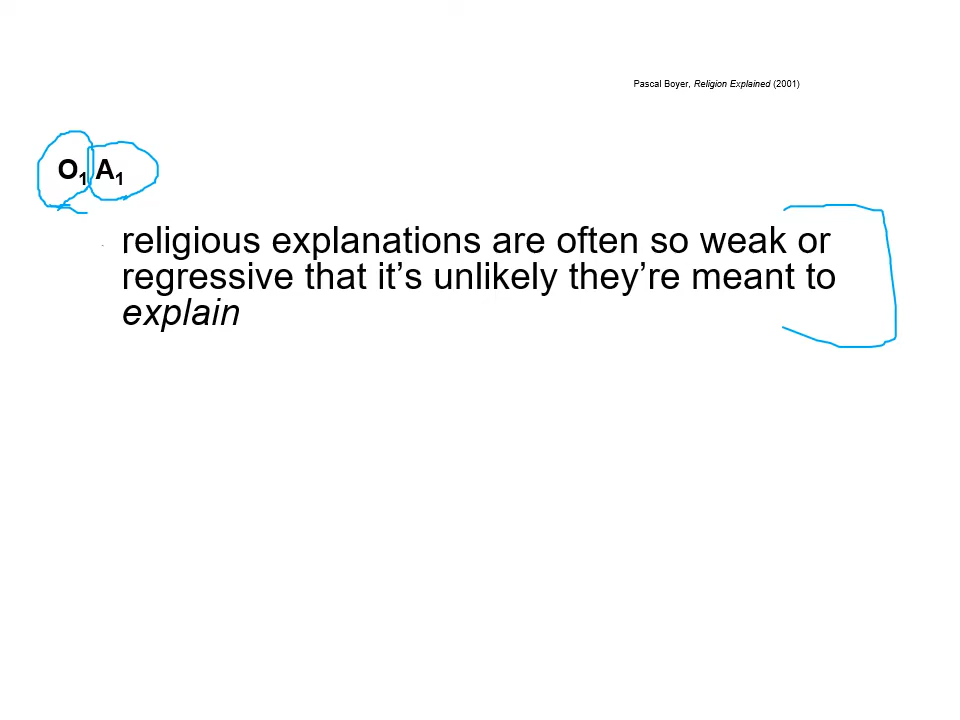 Pascal Boyer, Religion Explained (2001)
O₁ A₁
religious explanations are often so weak or
regressive that it’s unlikely they’re meant to
explain